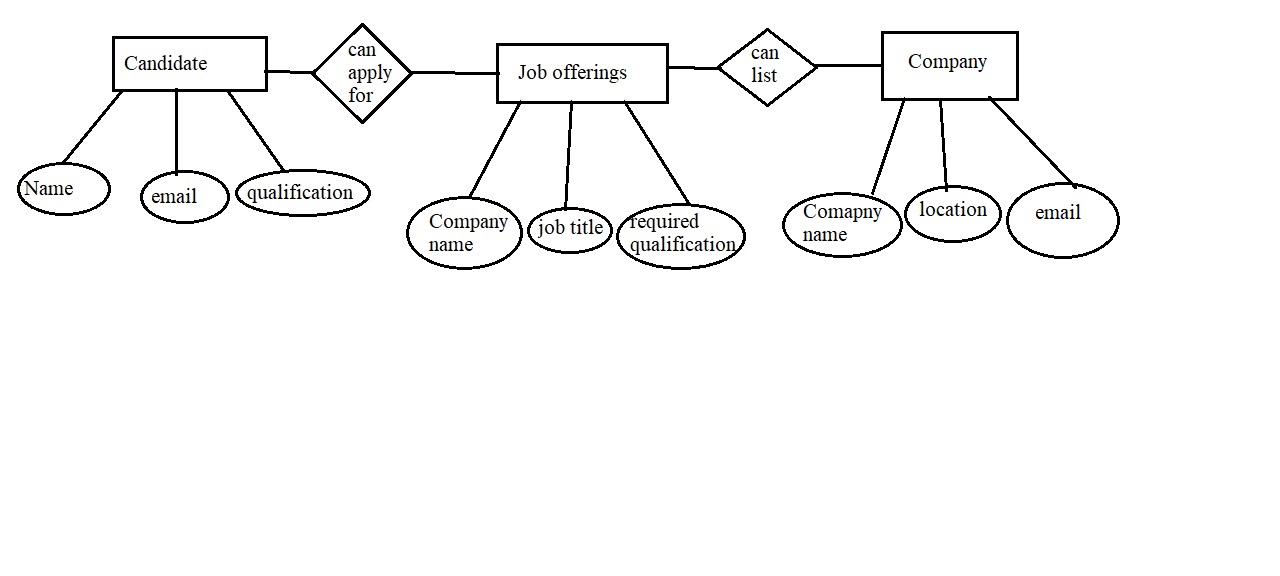 Candidate
can
apply
for
Job offerings
can
list
Company
Name
email
qualification
Company
name
job title
required
qualification
Comapny
name
location
email